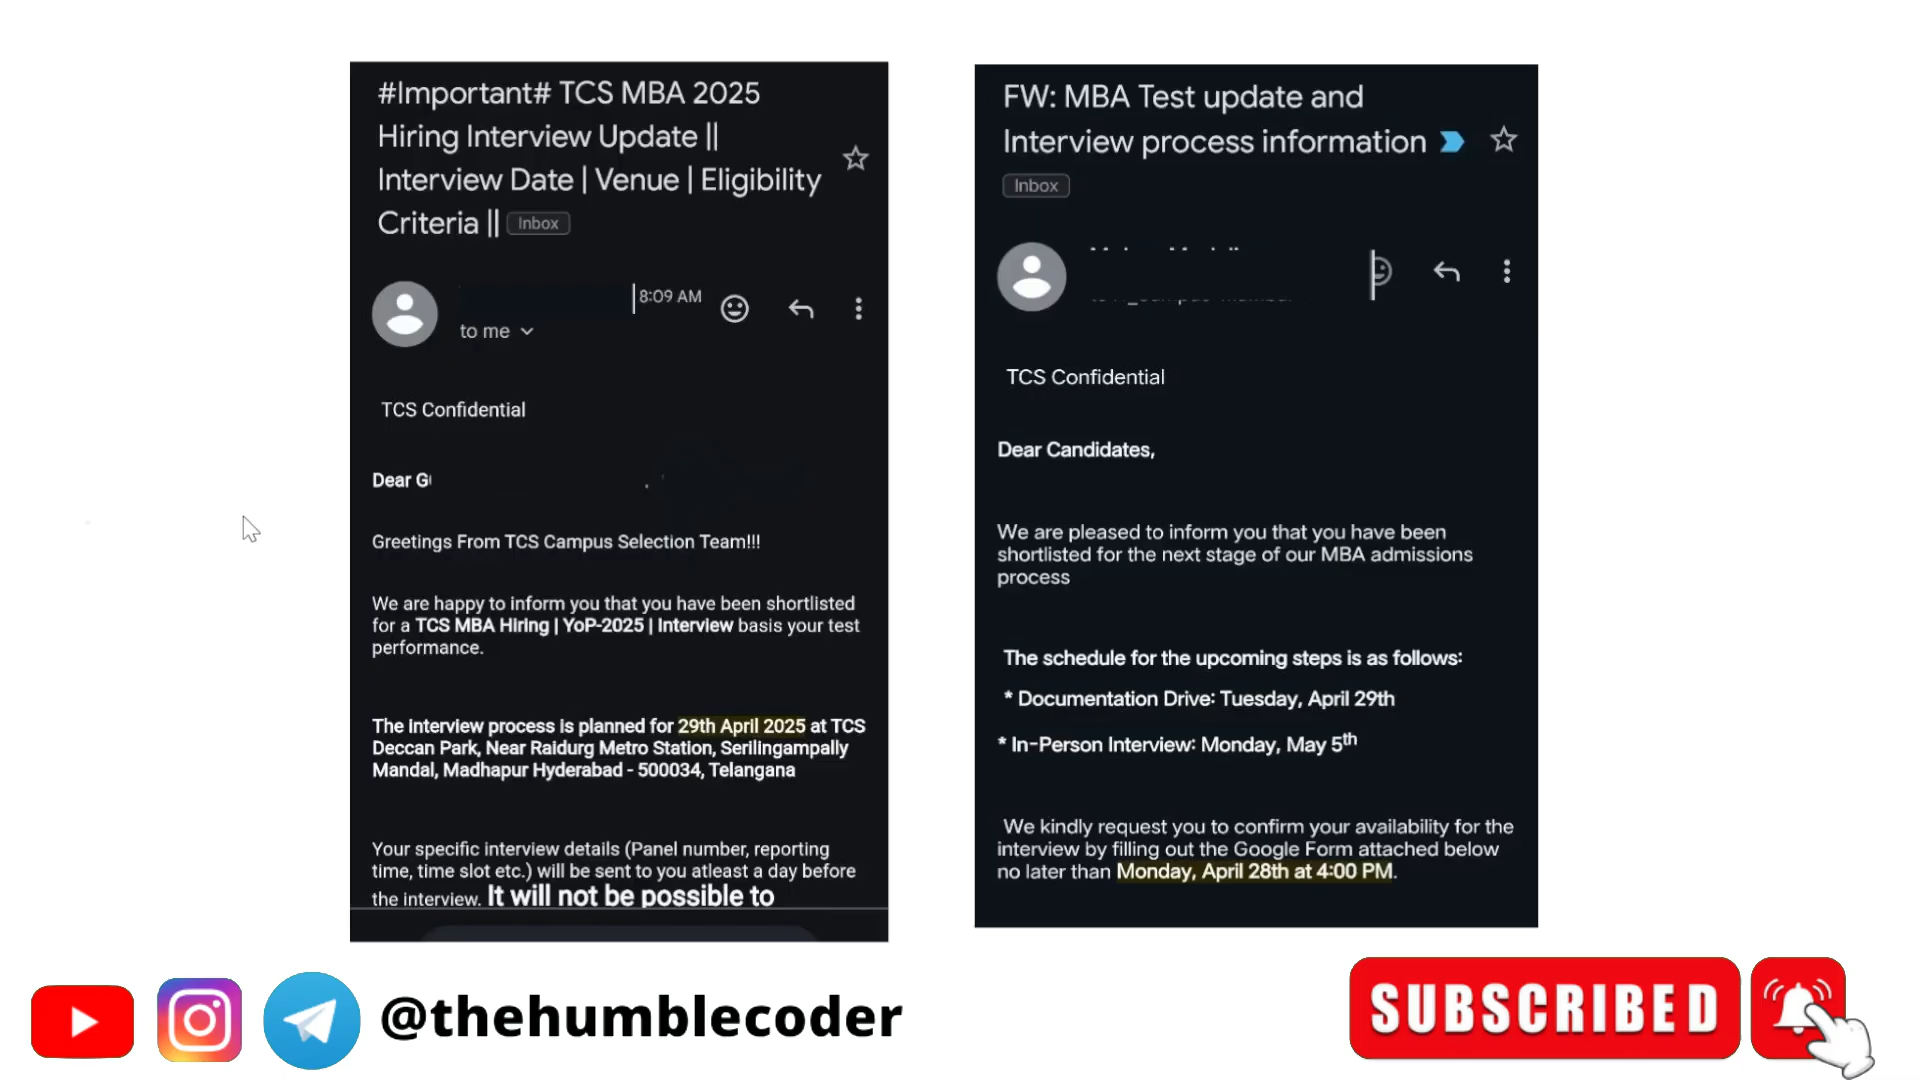 #Important# TCS MBA 2025
Hiring Interview Update ||
Interview Date | Venue | Eligibility
Criteria || Inbox
8:09 AM
to me
TCS Confidential
Dear G
Greetings From TCS Campus Selection Team!!!
We are happy to inform you that you have been shortlisted
for a TCS MBA Hiring | YoP-2025 | Interview basis your test
performance.
The interview process is planned for 29th April 2025 at TCS
Deccan Park, Near Raidurg Metro Station, Serilingampally
Mandal, Madhapur Hyderabad - 500034, Telangana
Your specific interview details (Panel number, reporting
time, time slot etc.) will be sent to you atleast a day before
the interview. It will not be possible to
FW: MBA Test update and
Interview process information
Inbox
TCS Confidential
Dear Candidates,
We are pleased to inform you that you have been
shortlisted for the next stage of our MBA admissions
process
The schedule for the upcoming steps is as follows:
* Documentation Drive: Tuesday, April 29th
* In-Person Interview: Monday, May 5th
We kindly request you to confirm your availability for the
interview by filling out the Google Form attached below
no later than Monday, April 28th at 4:00 PM.
@thehumblecoder
SUBSCRIBED